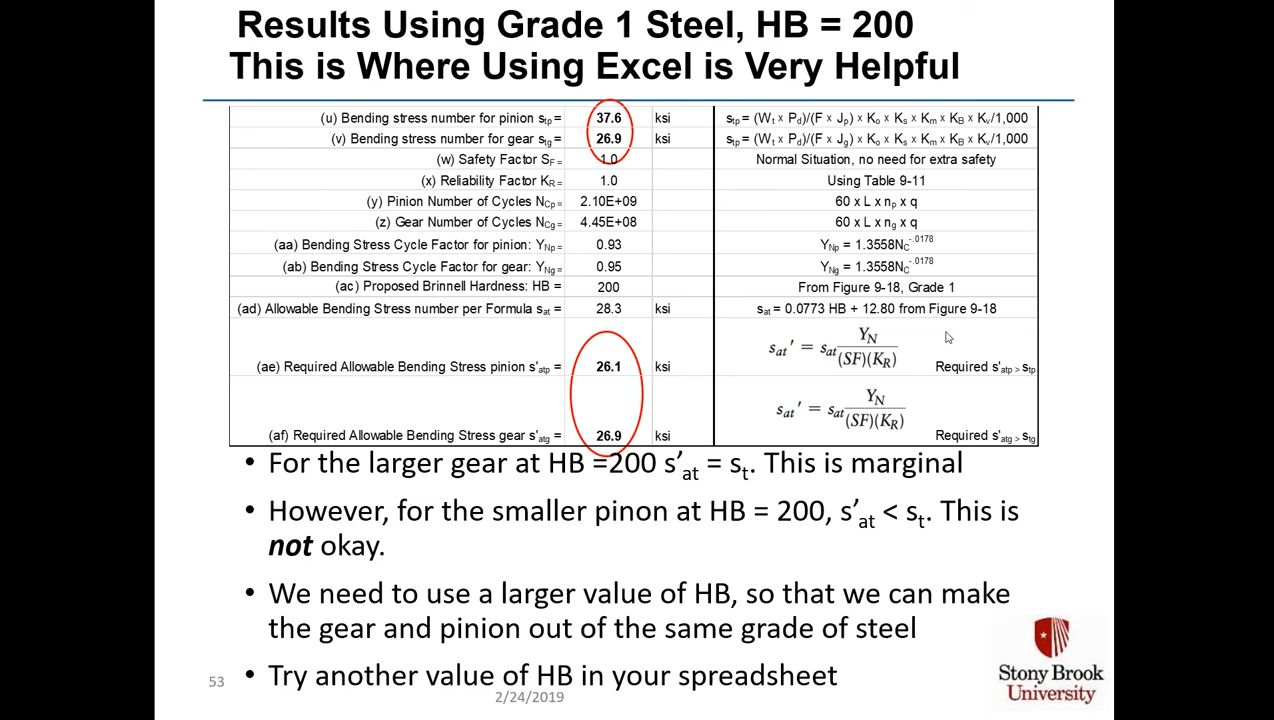 Results Using Grade 1 Steel, HB = 200
This is Where Using Excel is Very Helpful
(u) Bending stress number for pinion stp = 37.6 ksi stp = (Wt x Pd)/(F x Jp) x Ko x Ks x Km x KB x Kv/1,000
(v) Bending stress number for gear stg = 26.9 ksi stp = (Wt x Pd)/(F x Jg) x Ko x Ks x Km x KB x Kv/1,000
(w) Safety Factor SF = 1.0 Normal Situation, no need for extra safety
(x) Reliability Factor KR = 1.0 Using Table 9-11
(y) Pinion Number of Cycles NCp = 2.10E+09 60 x L x np x q
(z) Gear Number of Cycles NCg = 4.45E+08 60 x L x ng x q
(aa) Bending Stress Cycle Factor for pinion: YNp = 0.93 YNp = 1.3558NC-.0178
(ab) Bending Stress Cycle Factor for gear: YNg = 0.95 YNg = 1.3558NC-.0178
(ac) Proposed Brinnell Hardness: HB = 200 From Figure 9-18, Grade 1
(ad) Allowable Bending Stress number per Formula sat = 28.3 ksi sat = 0.0773 HB + 12.80 from Figure 9-18
(ae) Required Allowable Bending Stress pinion s'atp = 26.1 ksi sat' = sat YN/(SF)(KR) Required s'atp > stp
(af) Required Allowable Bending Stress gear s'atg = 26.9 ksi sat' = sat YN/(SF)(KR) Required s'atg > stg
• For the larger gear at HB =200 s'at = st. This is marginal
• However, for the smaller pinon at HB = 200, s'at < st. This is
not okay.
• We need to use a larger value of HB, so that we can make
the gear and pinion out of the same grade of steel
• Try another value of HB in your spreadsheet
53
2/24/2019
Stony Brook
University